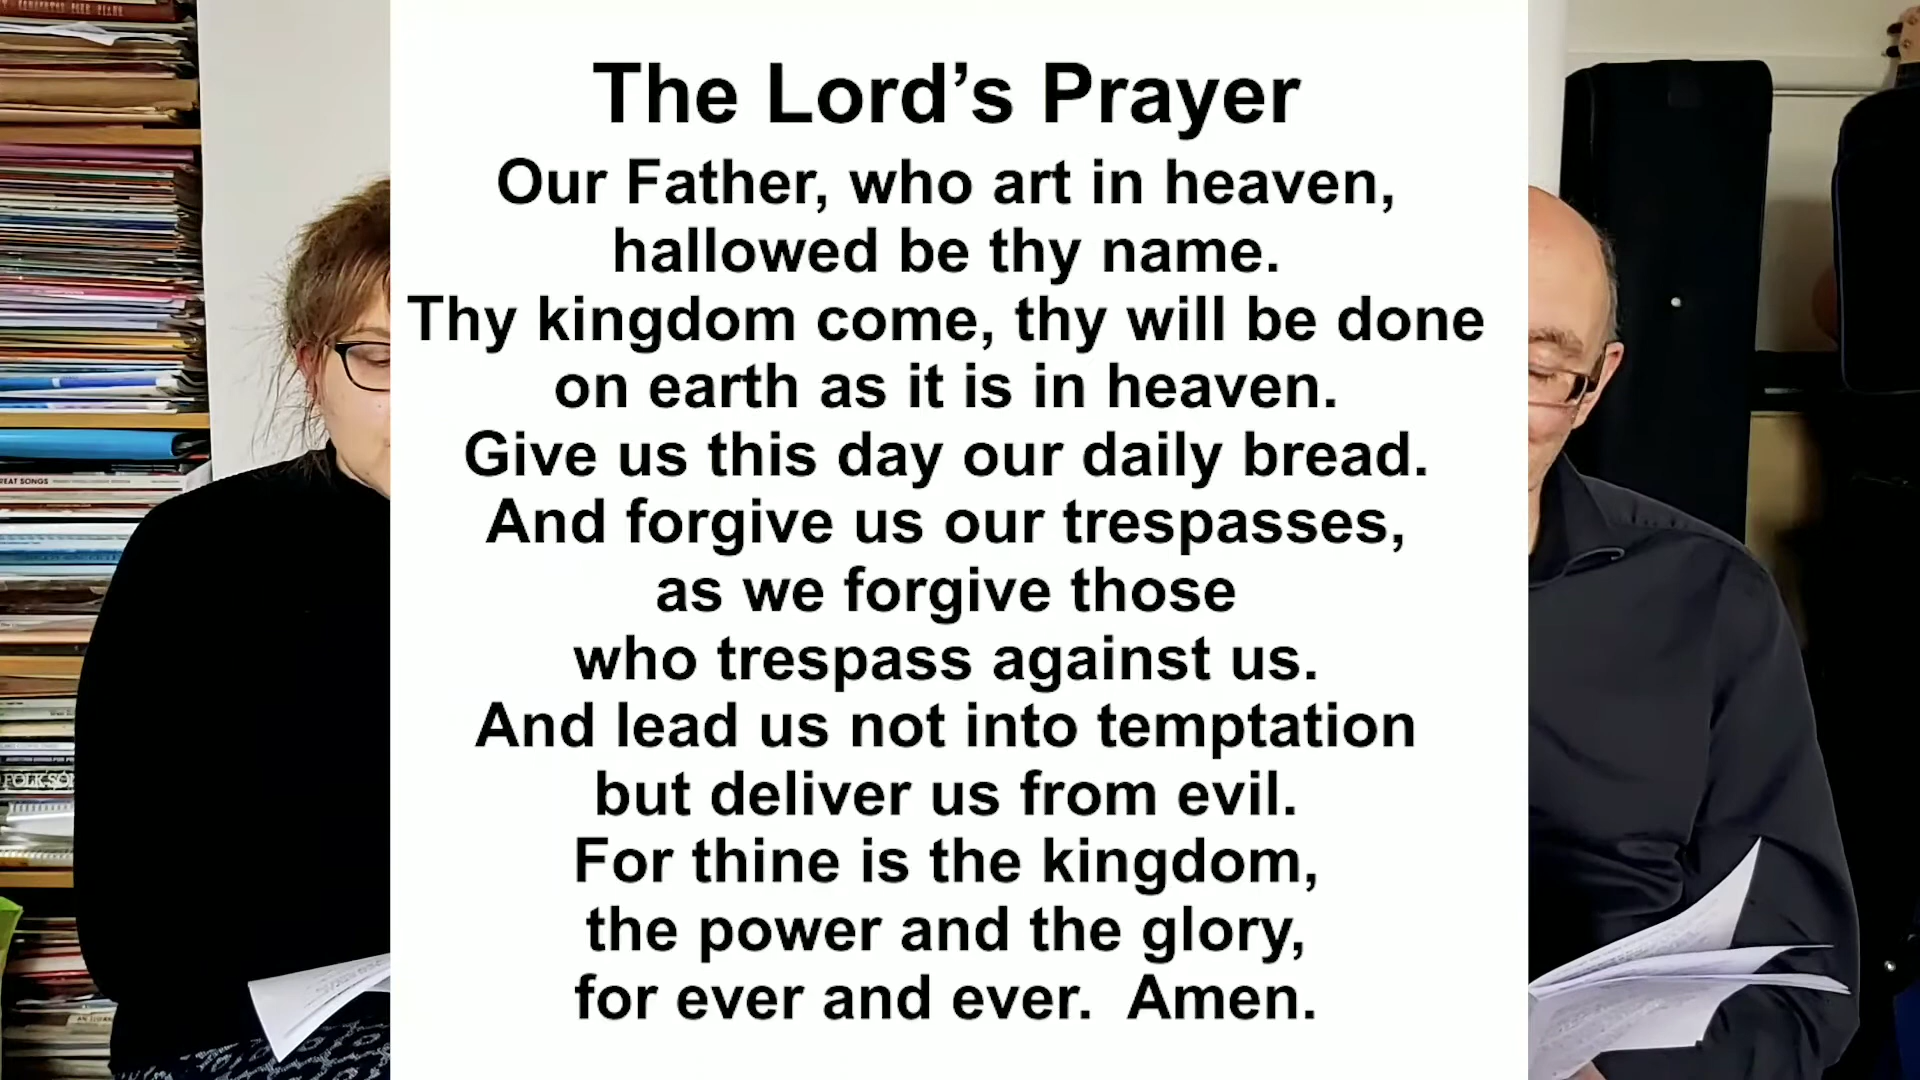 The Lord’s Prayer
Our Father, who art in heaven,
hallowed be thy name.
Thy kingdom come, thy will be done
on earth as it is in heaven.
Give us this day our daily bread.
And forgive us our trespasses,
as we forgive those
who trespass against us.
And lead us not into temptation
but deliver us from evil.
For thine is the kingdom,
the power and the glory,
for ever and ever.  Amen.